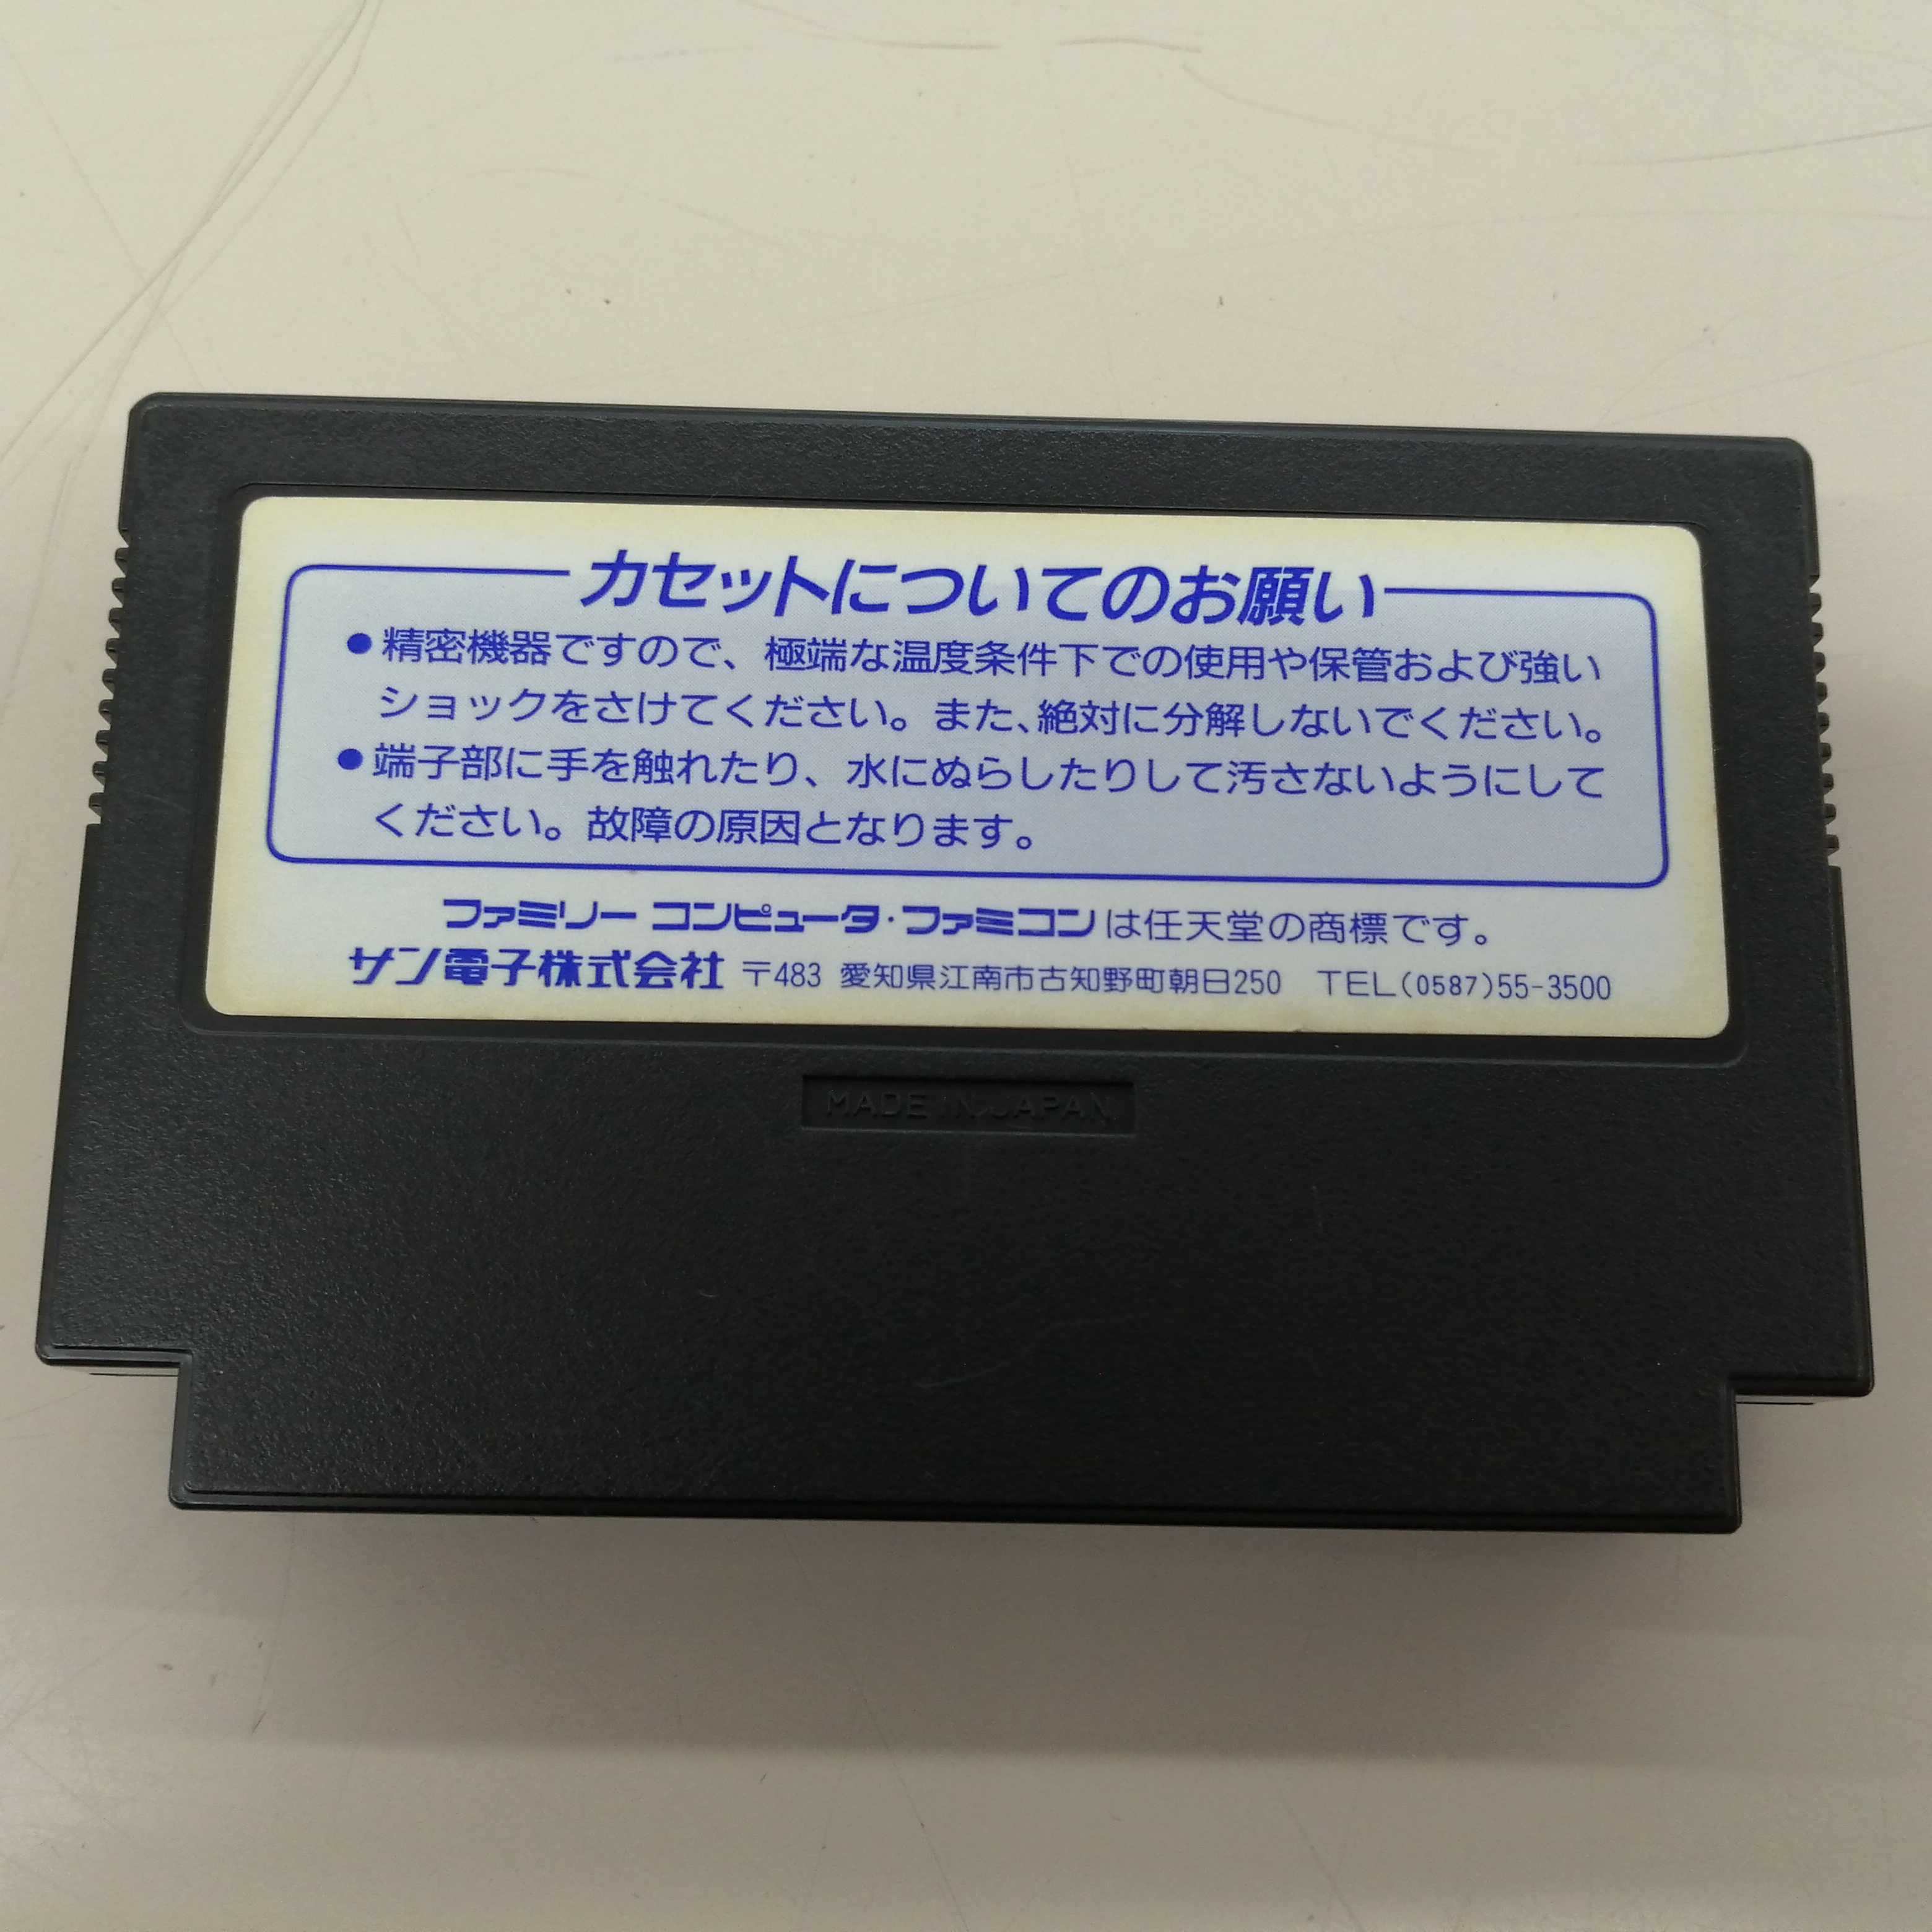 カセットについてのお願い
●精密機器ですので、極端な温度条件下での使用や保管および強い
ショックをさけてください。また、絶対に分解しないでください。
●端子部に手を触れたり、水にぬらしたりして汚さないようにして
ください。故障の原因となります。
ファミリー コンピュータ・ファミコンは任天堂の商標です。
サン電子株式会社 〒483 愛知県江南市古知野町朝日250 TEL(0587)55-3500
MADE IN JAPAN